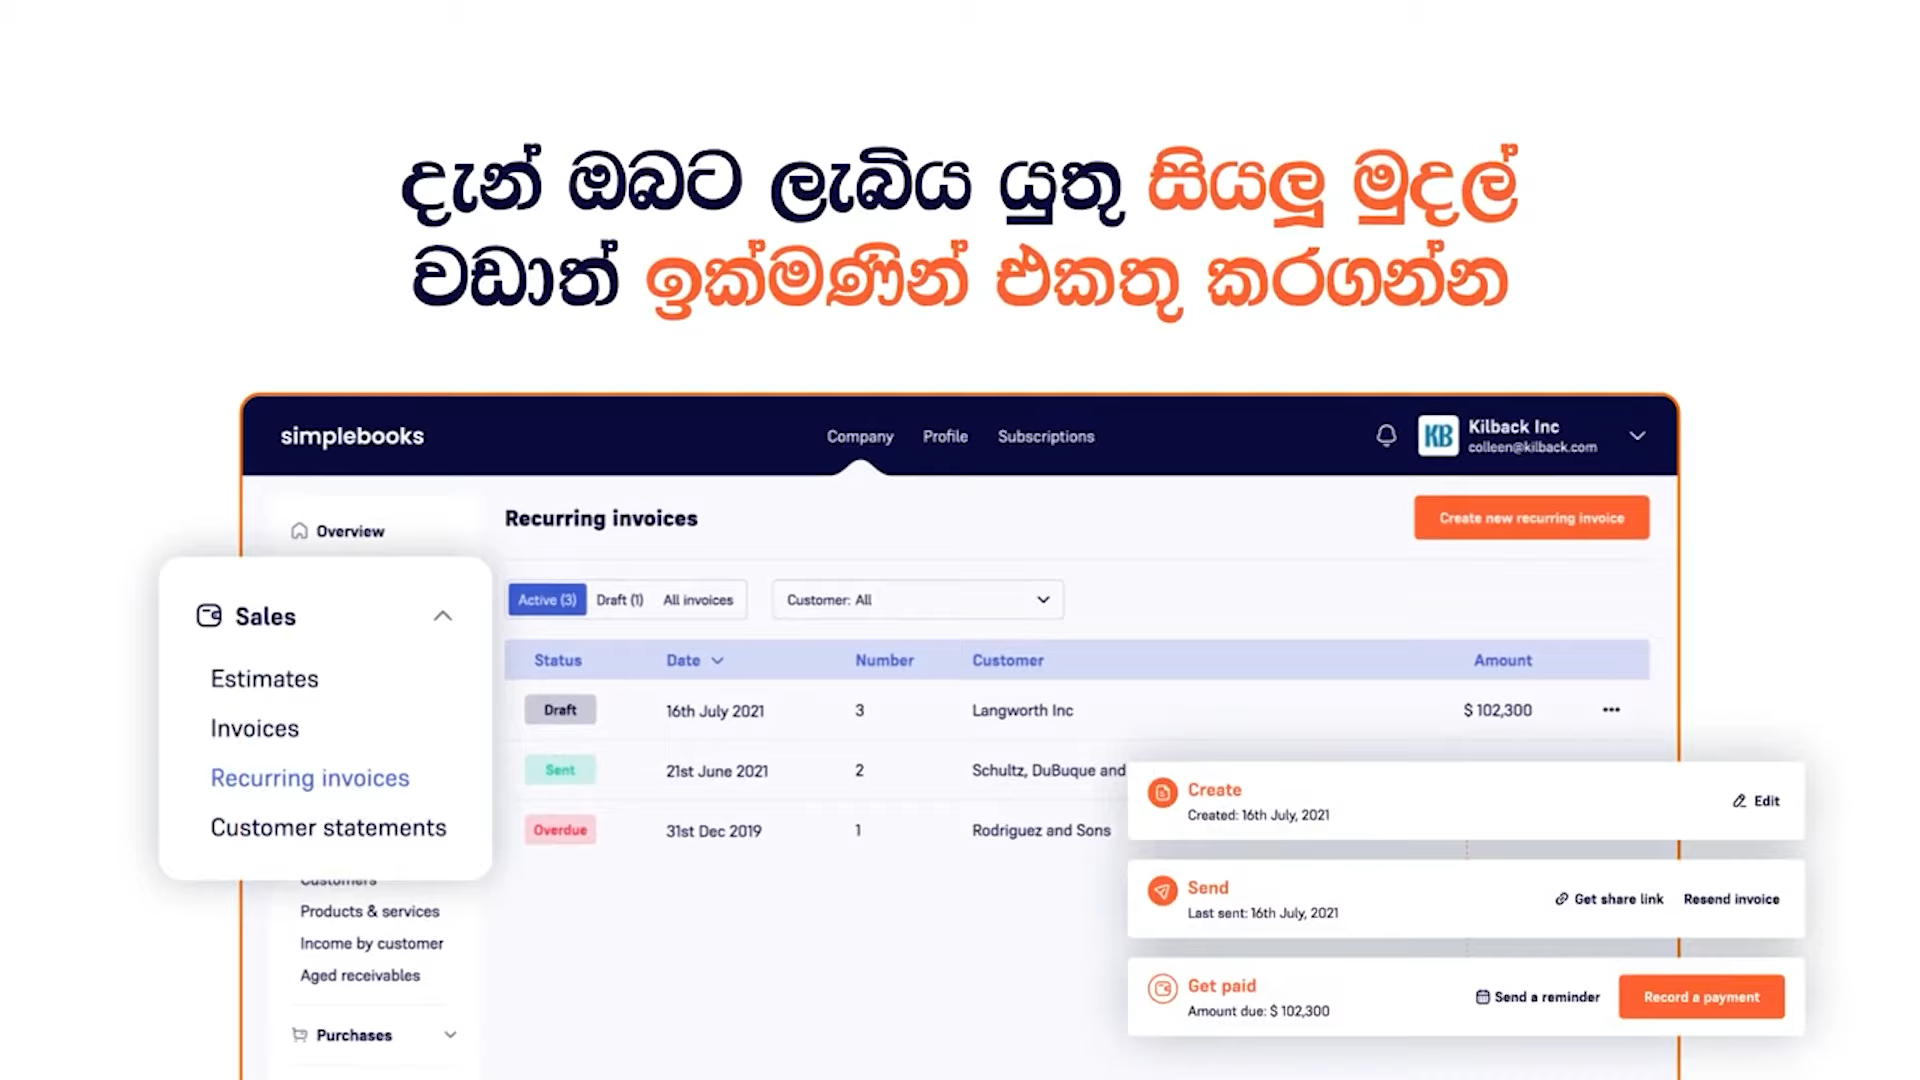 දැන් ඔබට ලැබිය යුතු සියලූ මුදල්
වඩාත් ඉක්මණින් එකතු කරගන්න
simplebooks
Company Profile Subscriptions
KB
Kilback Inc
colleen@kilback.com
Overview
Recurring invoices
Create new recurring invoice
Sales
Estimates
Invoices
Recurring invoices
Customer statements
Customers
Products & services
Income by customer
Aged receivables
Purchases
Active (3) Draft (1) All invoices Customer: All
Status Date Number Customer Amount
Draft 16th July 2021 3 Langworth Inc $ 102,300
Sent 21st June 2021 2 Schultz, DuBuque and
Overdue 31st Dec 2019 1 Rodriguez and Sons
Create
Created: 16th July, 2021
Edit
Send
Last sent: 16th July, 2021
Get share link Resend invoice
Get paid
Amount due: $ 102,300
Send a reminder Record a payment